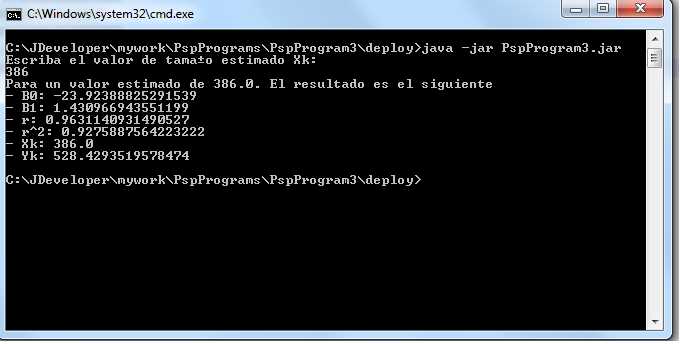 C:\Windows\system32\cmd.exe
C:\JDeveloper\mywork\PspPrograms\PspProgram3\deploy>java -jar PspProgram3.jar
Escriba el valor de tama±o estimado Xk:
386
Para un valor estimado de 386.0. El resultado es el siguiente
- B0: -23.92388825291539
- B1: 1.430966943551199
- r: 0.9631140931490527
- r^2: 0.9275887564223222
- Xk: 386.0
- Yk: 528.4293519578474
C:\JDeveloper\mywork\PspPrograms\PspProgram3\deploy>